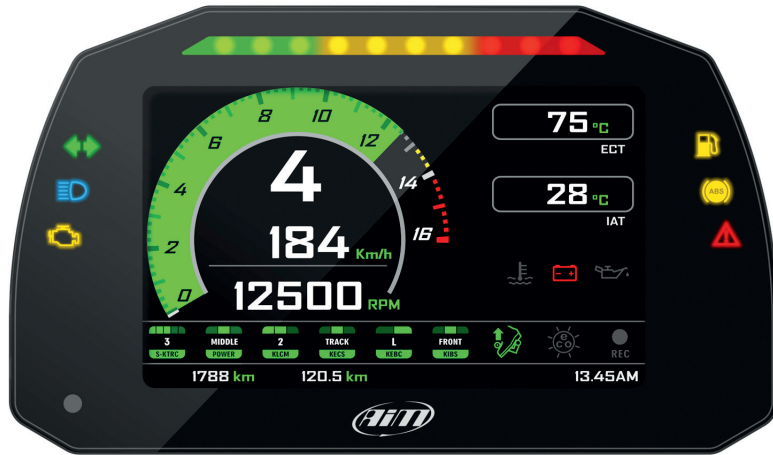 75 °C
ECT
28 °C
IAT
0
2
4
6
8
10
12
14
16
4
184 Km/h
12500 RPM
- +
ABS
3
S-KTRC
MIDDLE
POWER
2
KLCM
TRACK
KECS
L
KEBC
FRONT
KIBS
eco
REC
1788 km
120.5 km
13.45AM
AiM